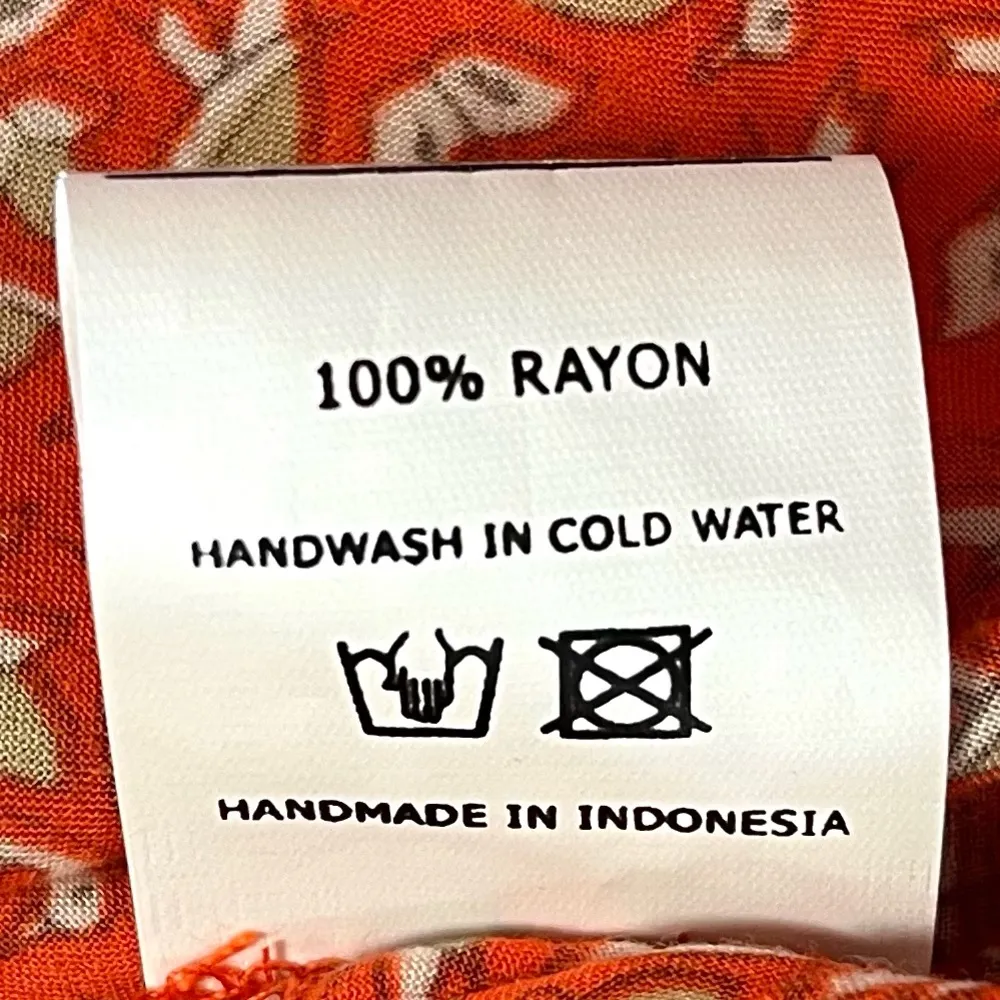 100% RAYON
HANDWASH IN COLD WATER
HANDMADE IN INDONESIA